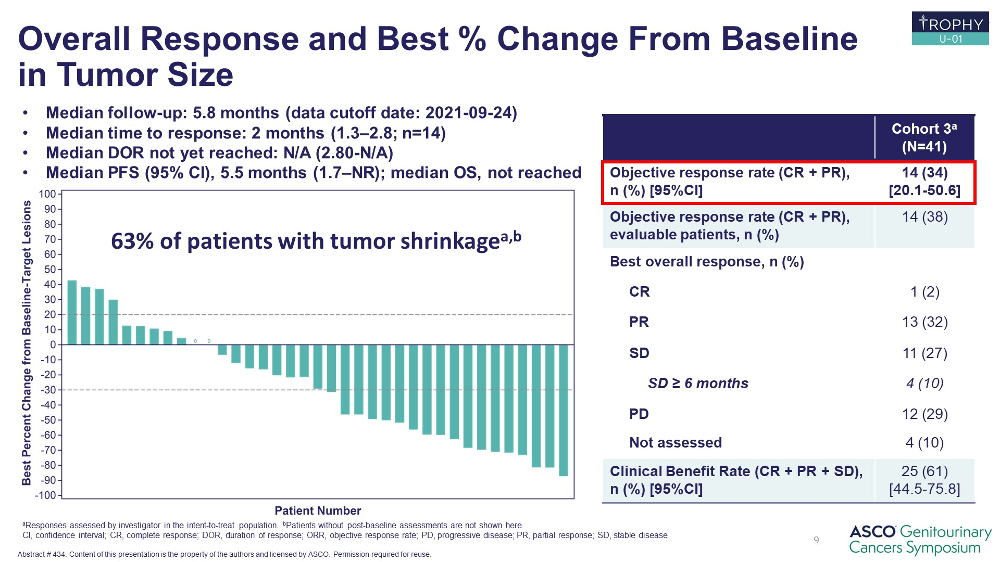 TROPHY
U-01
Overall Response and Best % Change From Baseline
in Tumor Size
• Median follow-up: 5.8 months (data cutoff date: 2021-09-24)
• Median time to response: 2 months (1.3–2.8; n=14)
• Median DOR not yet reached: N/A (2.80-N/A)
• Median PFS (95% CI), 5.5 months (1.7–NR); median OS, not reached
Best Percent Change from Baseline-Target Lesions
100
90
80
70
60
50
40
30
20
10
0
-10
-20
-30
-40
-50
-60
-70
-80
-90
-100
63% of patients with tumor shrinkagea,b
0 0
Patient Number
Cohort 3a
(N=41)
Objective response rate (CR + PR), 14 (34)
n (%) [95%CI] [20.1-50.6]
Objective response rate (CR + PR), 14 (38)
evaluable patients, n (%)
Best overall response, n (%)
CR 1 (2)
PR 13 (32)
SD 11 (27)
SD ≥ 6 months 4 (10)
PD 12 (29)
Not assessed 4 (10)
Clinical Benefit Rate (CR + PR + SD), 25 (61)
n (%) [95%CI] [44.5-75.8]
aResponses assessed by investigator in the intent-to-treat population. bPatients without post-baseline assessments are not shown here.
CI, confidence interval; CR, complete response; DOR, duration of response; ORR, objective response rate; PD, progressive disease; PR, partial response; SD, stable disease
Abstract # 434. Content of this presentation is the property of the authors and licensed by ASCO. Permission required for reuse.
9
ASCO Genitourinary
Cancers Symposium